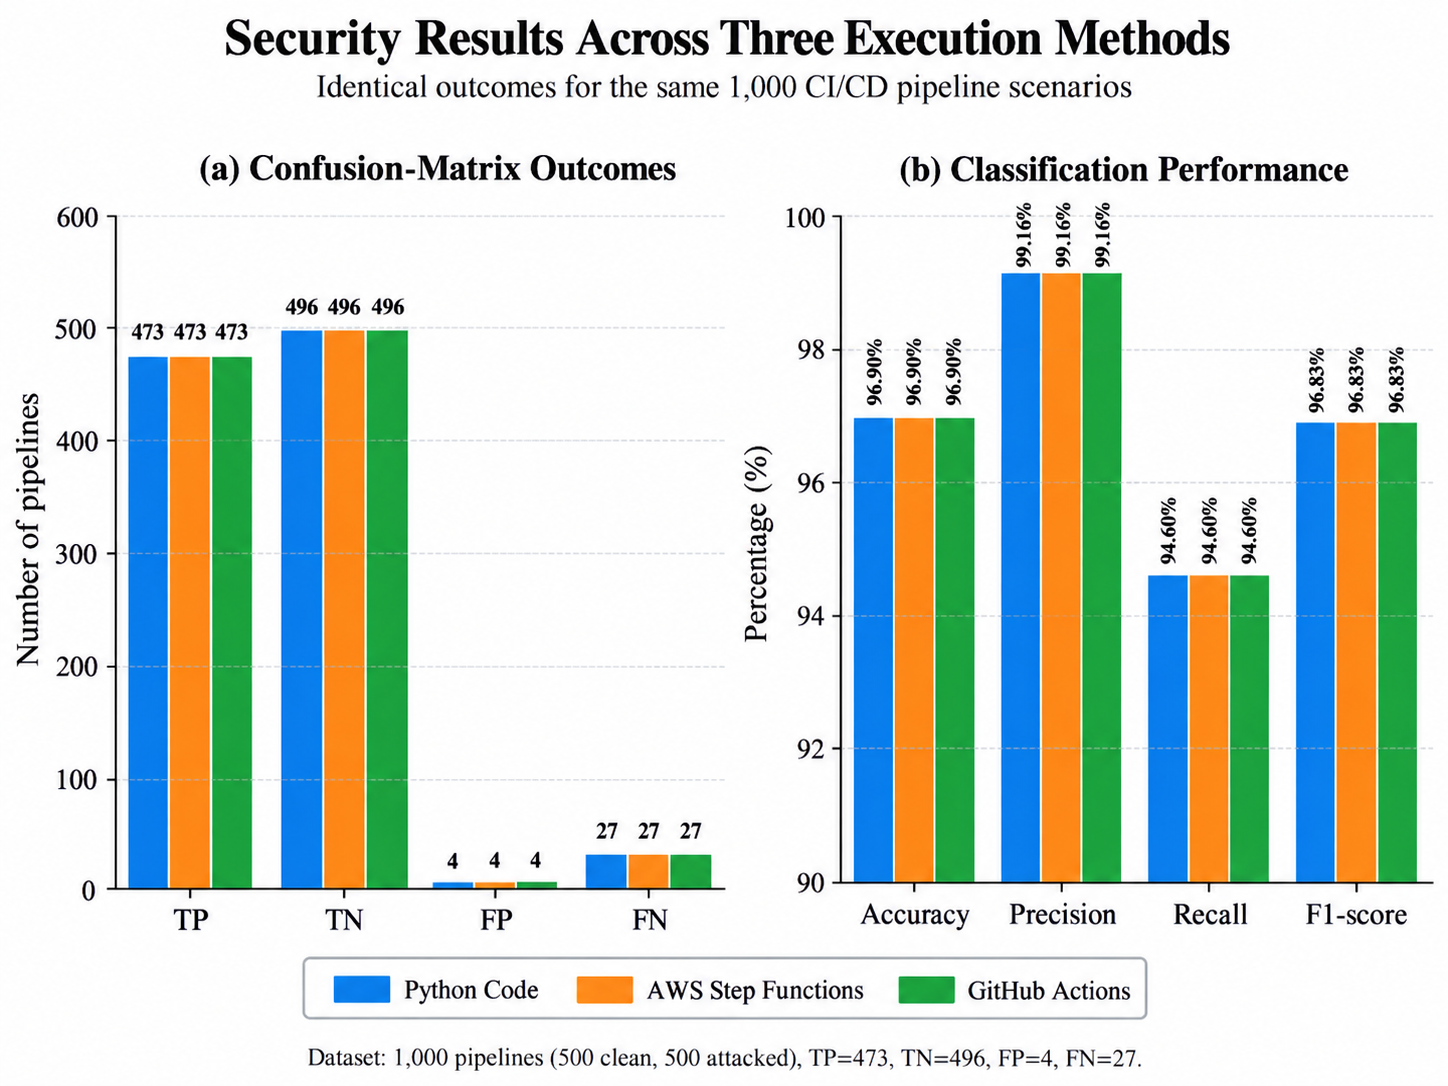 Security Results Across Three Execution Methods
Identical outcomes for the same 1,000 CI/CD pipeline scenarios
(a) Confusion-Matrix Outcomes
Number of pipelines
600
500
400
300
200
100
0
473 473 473
496 496 496
4 4 4
27 27 27
TP TN FP FN
(b) Classification Performance
Percentage (%)
100
98
96
94
92
90
96.90% 96.90% 96.90%
99.16% 99.16% 99.16%
94.60% 94.60% 94.60%
96.83% 96.83% 96.83%
Accuracy Precision Recall F1-score
Python Code AWS Step Functions GitHub Actions
Dataset: 1,000 pipelines (500 clean, 500 attacked), TP=473, TN=496, FP=4, FN=27.